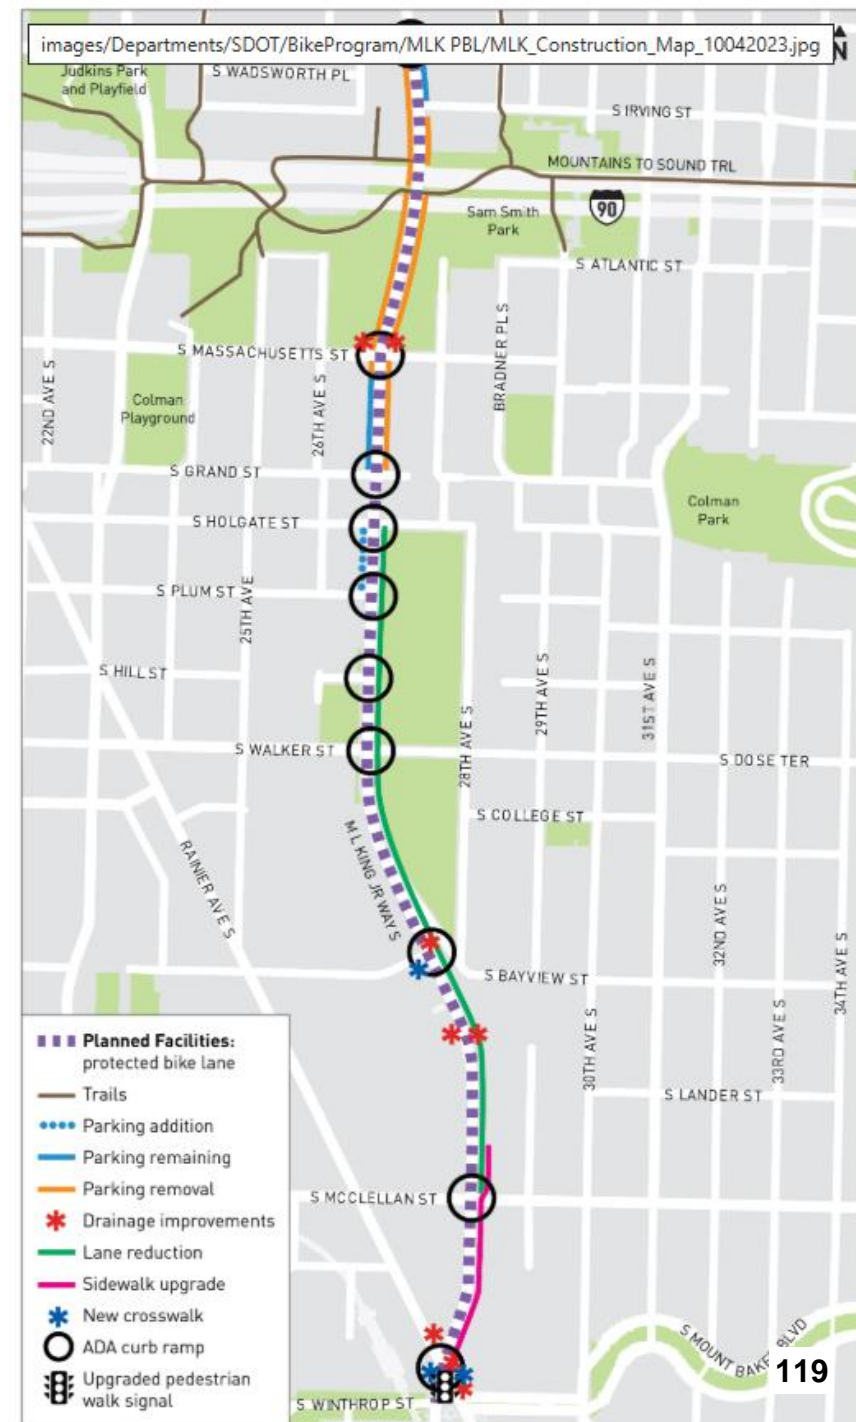 images/Departments/SDOT/BikeProgram/MLK PBL/MLK_Construction_Map_10042023.jpg
N
Judkins Park
and Playfield
S WADSWORTH PL
S IRVING ST
MOUNTAINS TO SOUND TRL
90
Sam Smith
Park
S ATLANTIC ST
S MASSACHUSETTS ST
BRADNER PL S
22ND AVE S
Colman
Playground
26TH AVE S
S GRAND ST
Colman
Park
S HOLGATE ST
S PLUM ST
25TH AVE
S HILL ST
29TH AVE S
31ST AVE S
28TH AVE S
S WALKER ST
S DOSE TER
S COLLEGE ST
M L KING JR WAY S
RAINIER AVE S
32ND AVE S
34TH AVE S
S BAYVIEW ST
30TH AVE S
33RD AVE S
S LANDER ST
S MCCLELLAN ST
S MOUNT BAKER BLVD
S WINTHROP ST
Planned Facilities:
protected bike lane
Trails
Parking addition
Parking remaining
Parking removal
Drainage improvements
Lane reduction
Sidewalk upgrade
New crosswalk
ADA curb ramp
Upgraded pedestrian
walk signal
119